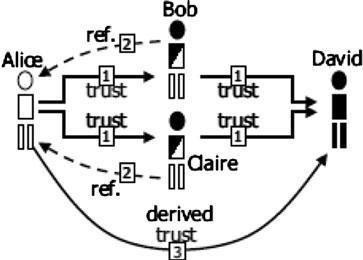 Bob
ref.
2
Alice
David
1
1
trust
trust
trust
trust
1
1
Claire
2
ref.
derived
trust
3